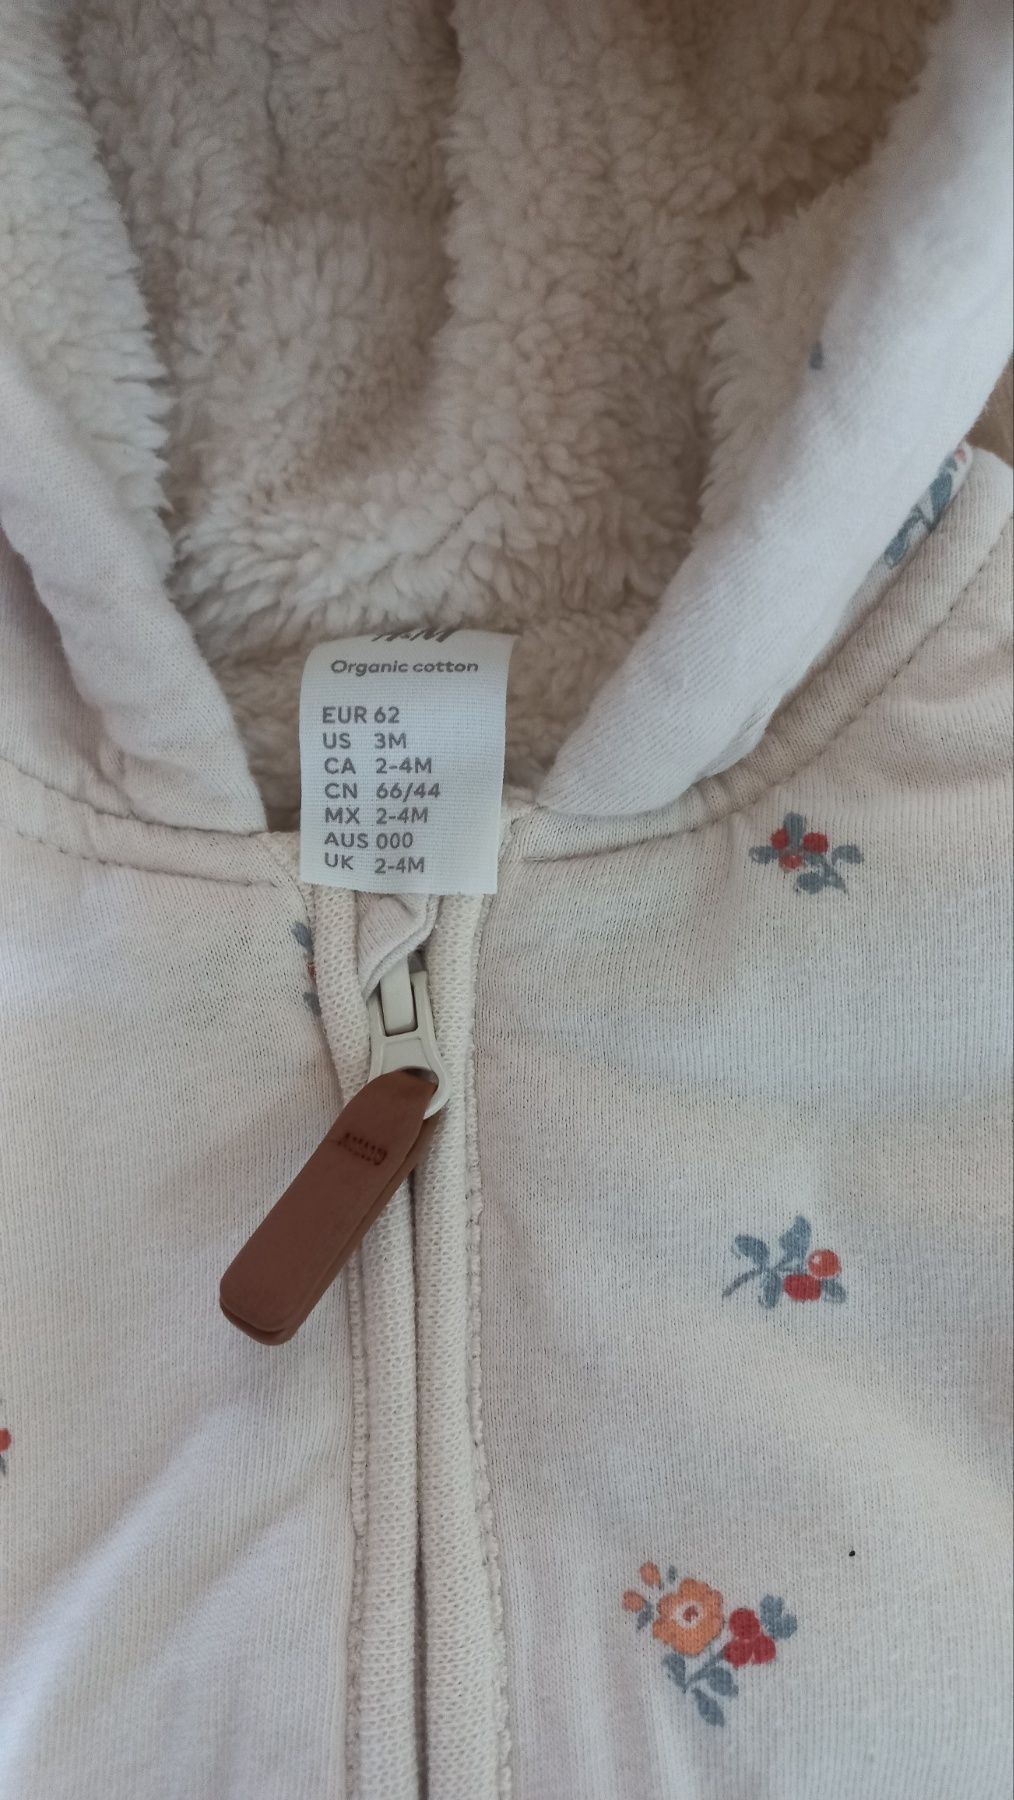 H&M
Organic cotton
EUR 62
US 3M
CA 2-4M
CN 66/44
MX 2-4M
AUS 000
UK 2-4M